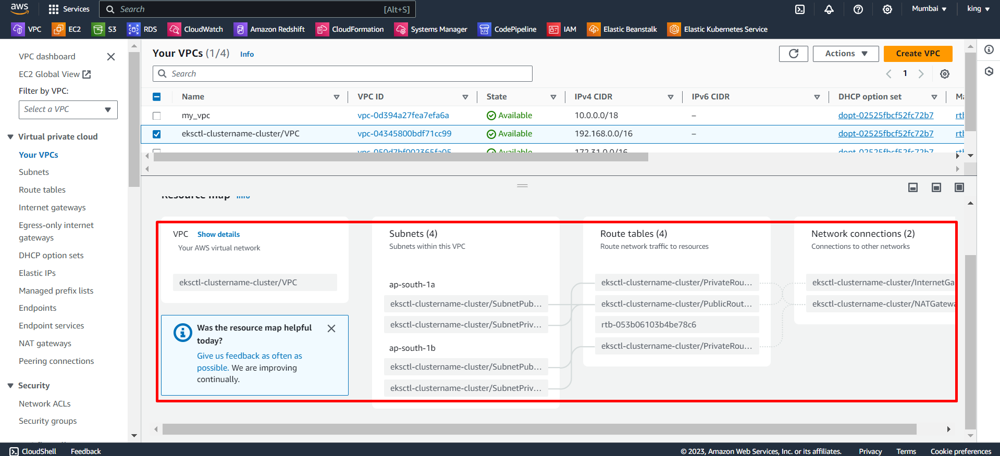 aws
Services
Search
[Alt+S]
Mumbai
king
VPC
EC2
S3
RDS
CloudWatch
Amazon Redshift
CloudFormation
Systems Manager
CodePipeline
IAM
Elastic Beanstalk
Elastic Kubernetes Service
VPC dashboard
EC2 Global View
Filter by VPC:
Select a VPC
Virtual private cloud
Your VPCs
Subnets
Route tables
Internet gateways
Egress-only internet
gateways
DHCP option sets
Elastic IPs
Managed prefix lists
Endpoints
Endpoint services
NAT gateways
Peering connections
Security
Network ACLs
Security groups
Your VPCs (1/4) Info
Actions
Create VPC
Search
1
Name VPC ID State IPv4 CIDR IPv6 CIDR DHCP option set
my_vpc vpc-0d394a27fea7efa6a Available 10.0.0.0/18 – dopt-02525fbcf52fc72b7 rtl
eksctl-clustername-cluster/VPC vpc-04345800bdf71cc99 Available 192.168.0.0/16 – dopt-02525fbcf52fc72b7 rtl
vpc-050d7bf002365fa05 Available 172.31.0.0/16 dopt-02525fbcf52fc72b7
Resource map Info
VPC Show details
Your AWS virtual network
eksctl-clustername-cluster/VPC
Was the resource map helpful
today?
Give us feedback as often as
possible. We are improving
continually.
Subnets (4)
Subnets within this VPC
ap-south-1a
eksctl-clustername-cluster/SubnetPub...
eksctl-clustername-cluster/SubnetPriv...
ap-south-1b
eksctl-clustername-cluster/SubnetPub...
eksctl-clustername-cluster/SubnetPriv...
Route tables (4)
Route network traffic to resources
eksctl-clustername-cluster/PrivateRou...
eksctl-clustername-cluster/PublicRout...
rtb-053b06103b4be78c6
eksctl-clustername-cluster/PrivateRou...
Network connections (2)
Connections to other networks
eksctl-clustername-cluster/InternetGa
eksctl-clustername-cluster/NATGatewa
CloudShell
Feedback
© 2023, Amazon Web Services, Inc. or its affiliates.
Privacy
Terms
Cookie preferences